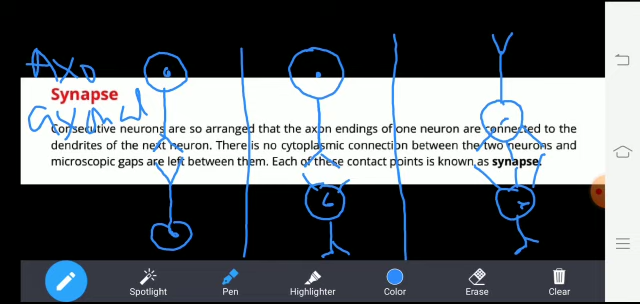 Axo
Synapse
axonal
Consecutive neurons are so arranged that the axon endings of one neuron are connected to the
dendrites of the next neuron. There is no cytoplasmic connection between the two neurons and
microscopic gaps are left between them. Each of these contact points is known as synapse.
Spotlight
Pen
Highlighter
Color
Erase
Clear